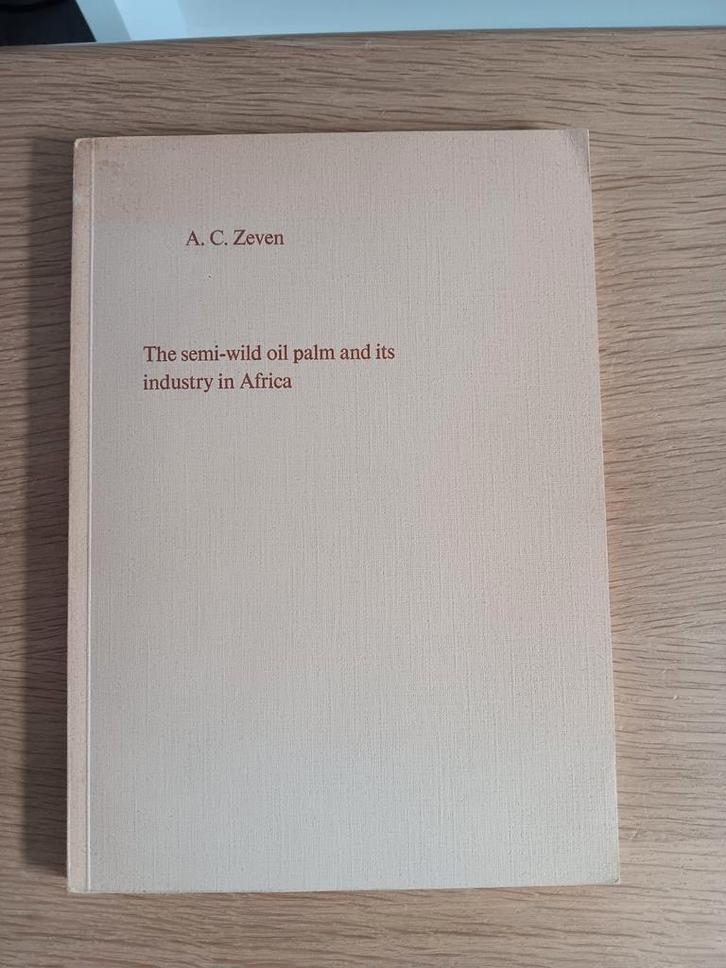 A. C. Zeven
The semi-wild oil palm and its
industry in Africa